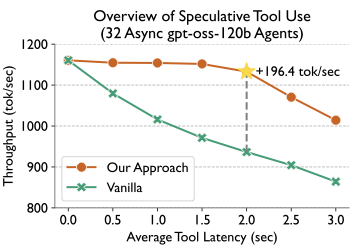 Overview of Speculative Tool Use
(32 Async gpt-oss-120b Agents)
1200
1100
1000
900
800
Throughput (tok/sec)
+196.4 tok/sec
Our Approach
Vanilla
0.0 0.5 1.0 1.5 2.0 2.5 3.0
Average Tool Latency (sec)